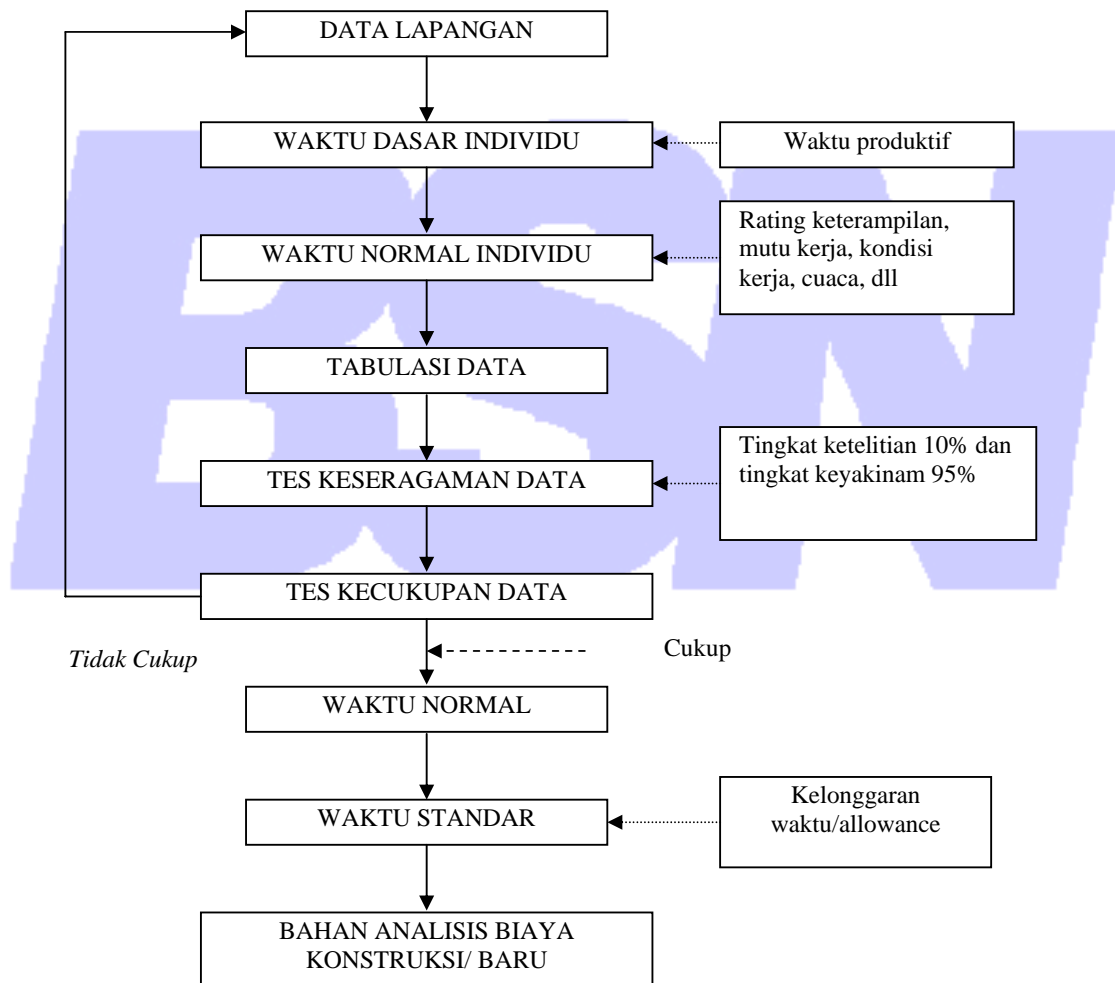 DATA LAPANGAN
WAKTU DASAR INDIVIDU
Waktu produktif
WAKTU NORMAL INDIVIDU
Rating keterampilan,
mutu kerja, kondisi
kerja, cuaca, dll
TABULASI DATA
TES KESERAGAMAN DATA
Tingkat ketelitian 10% dan
tingkat keyakinam 95%
TES KECUKUPAN DATA
Tidak Cukup
Cukup
WAKTU NORMAL
WAKTU STANDAR
Kelonggaran
waktu/allowance
BAHAN ANALISIS BIAYA
KONSTRUKSI/ BARU
BSN